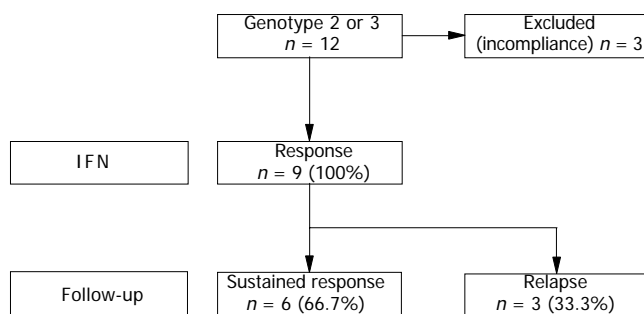 Genotype 2 or 3
n = 12
Excluded
(incompliance) n = 3
IFN
Response
n = 9 (100%)
Follow-up
Sustained response
n = 6 (66.7%)
Relapse
n = 3 (33.3%)